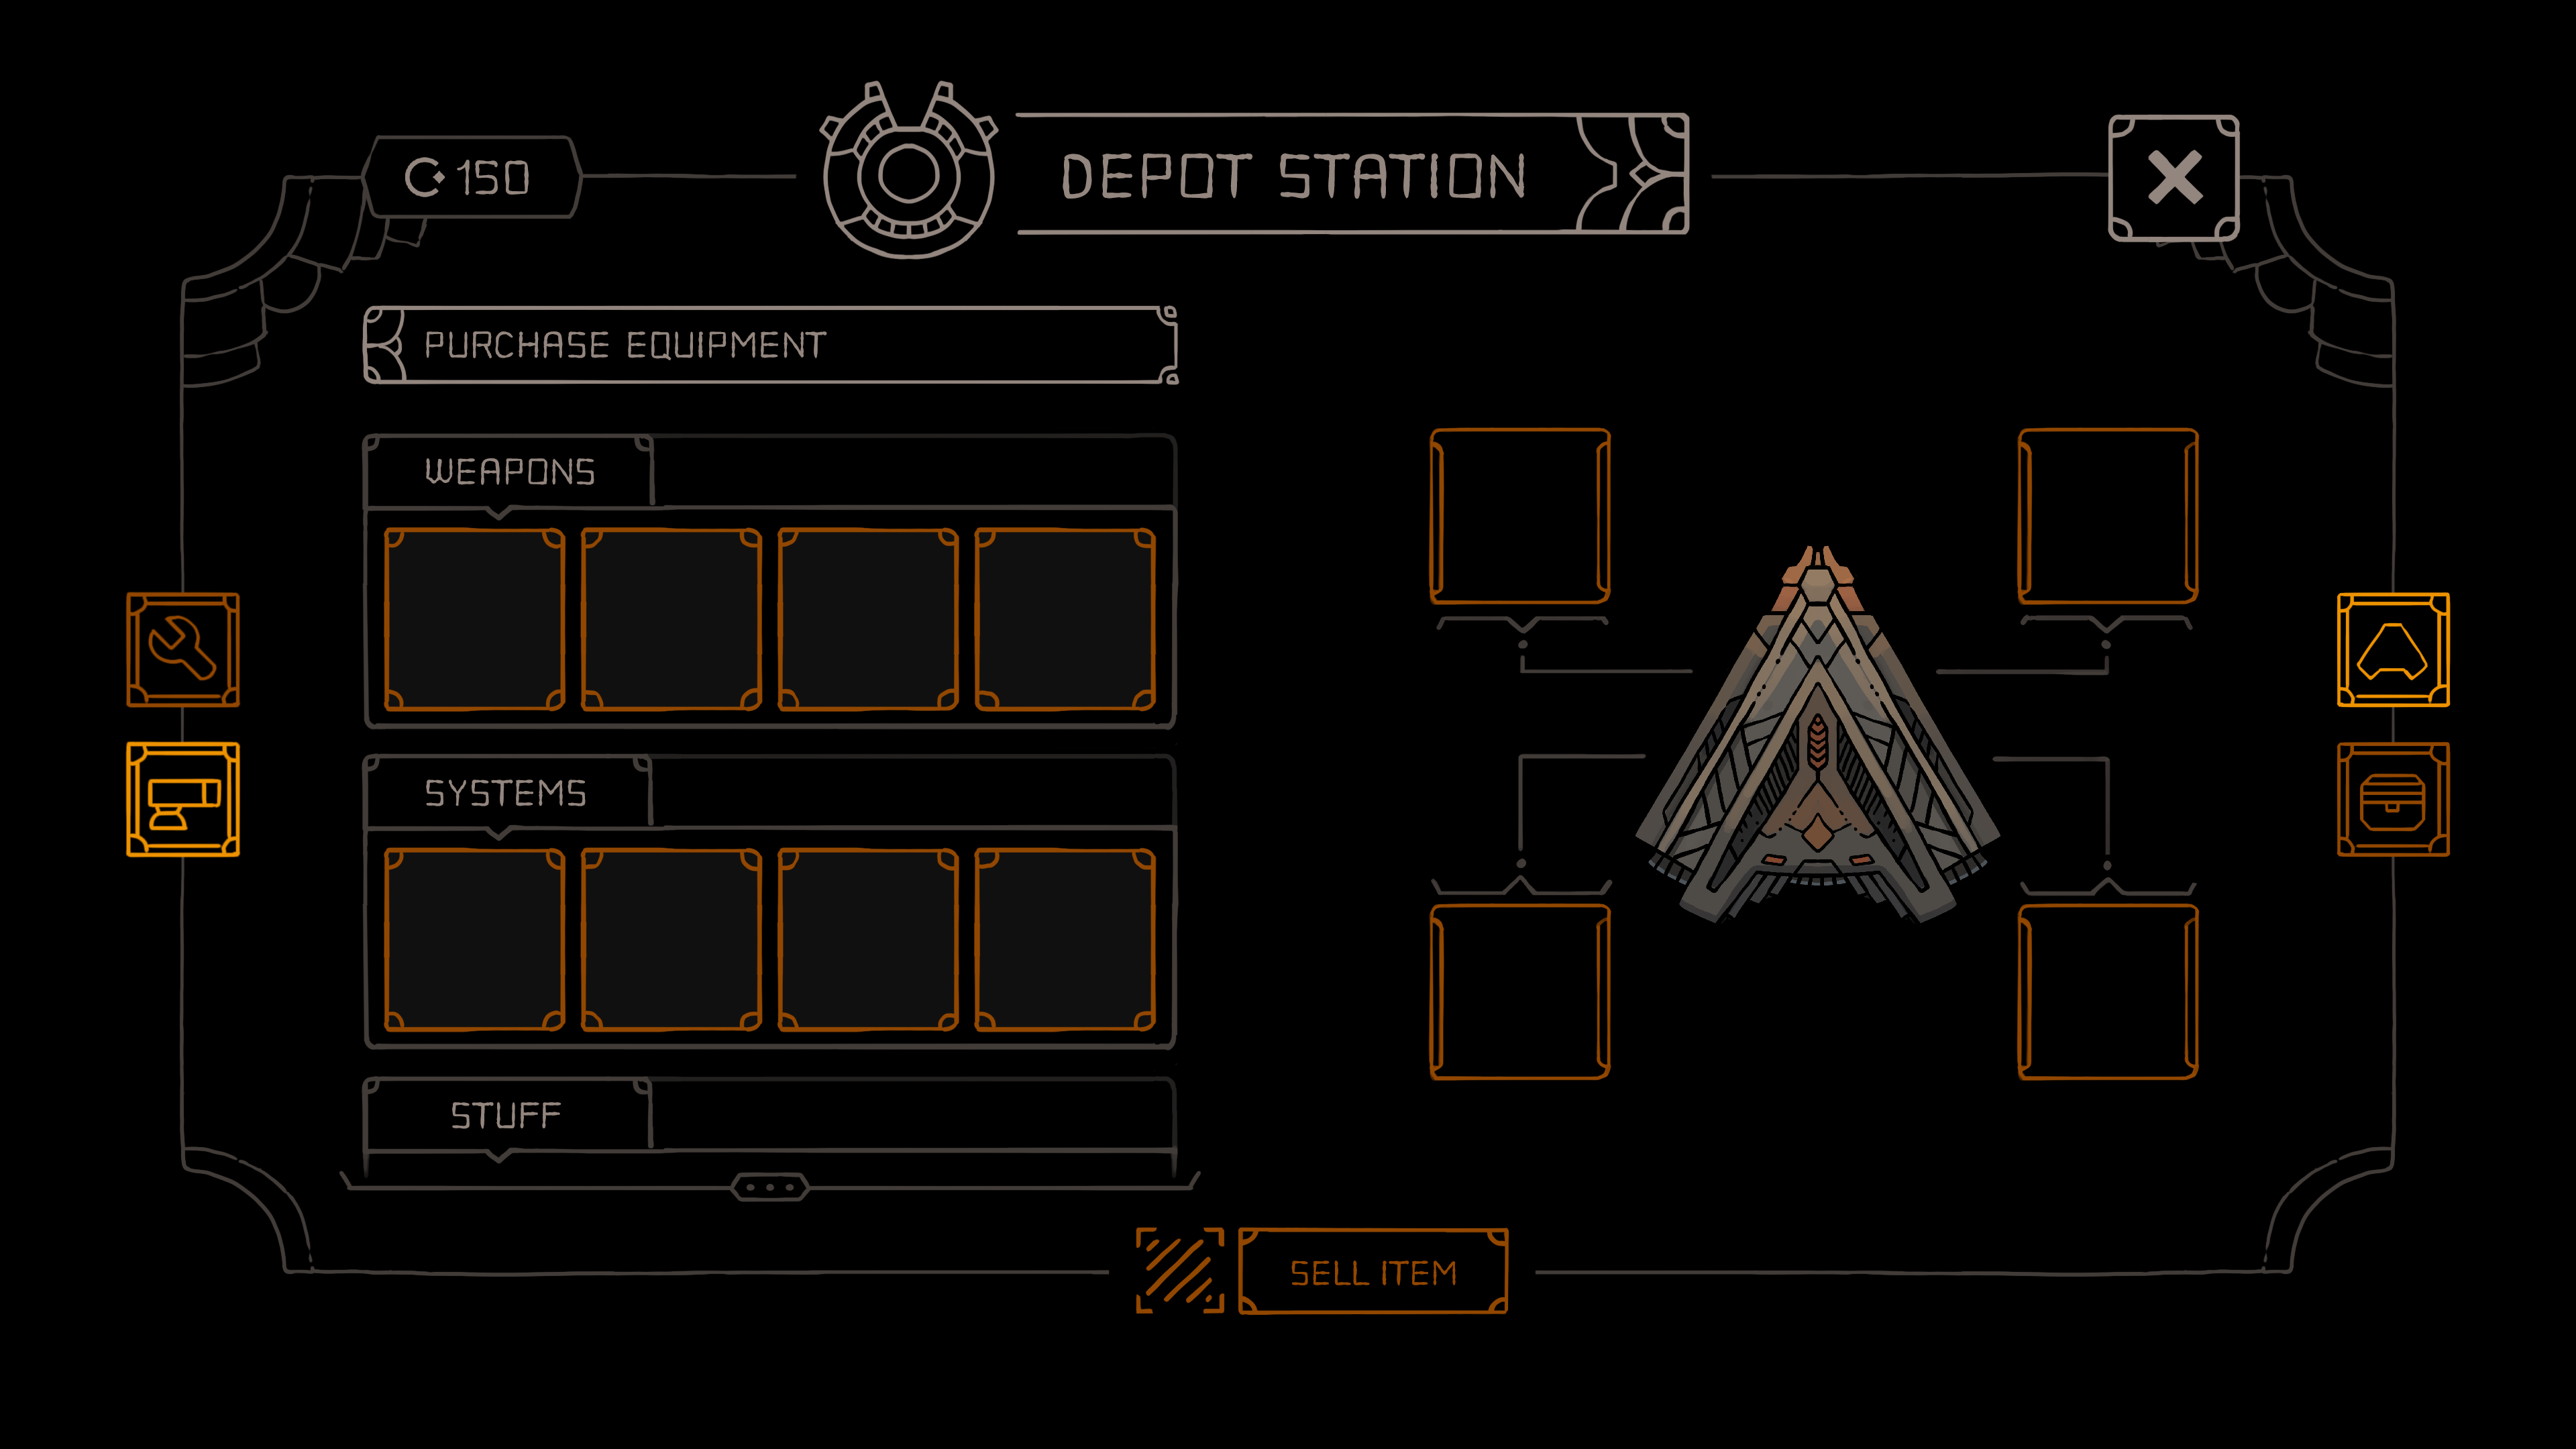 150
DEPOT STATION
PURCHASE EQUIPMENT
WEAPONS
SYSTEMS
STUFF
SELL ITEM